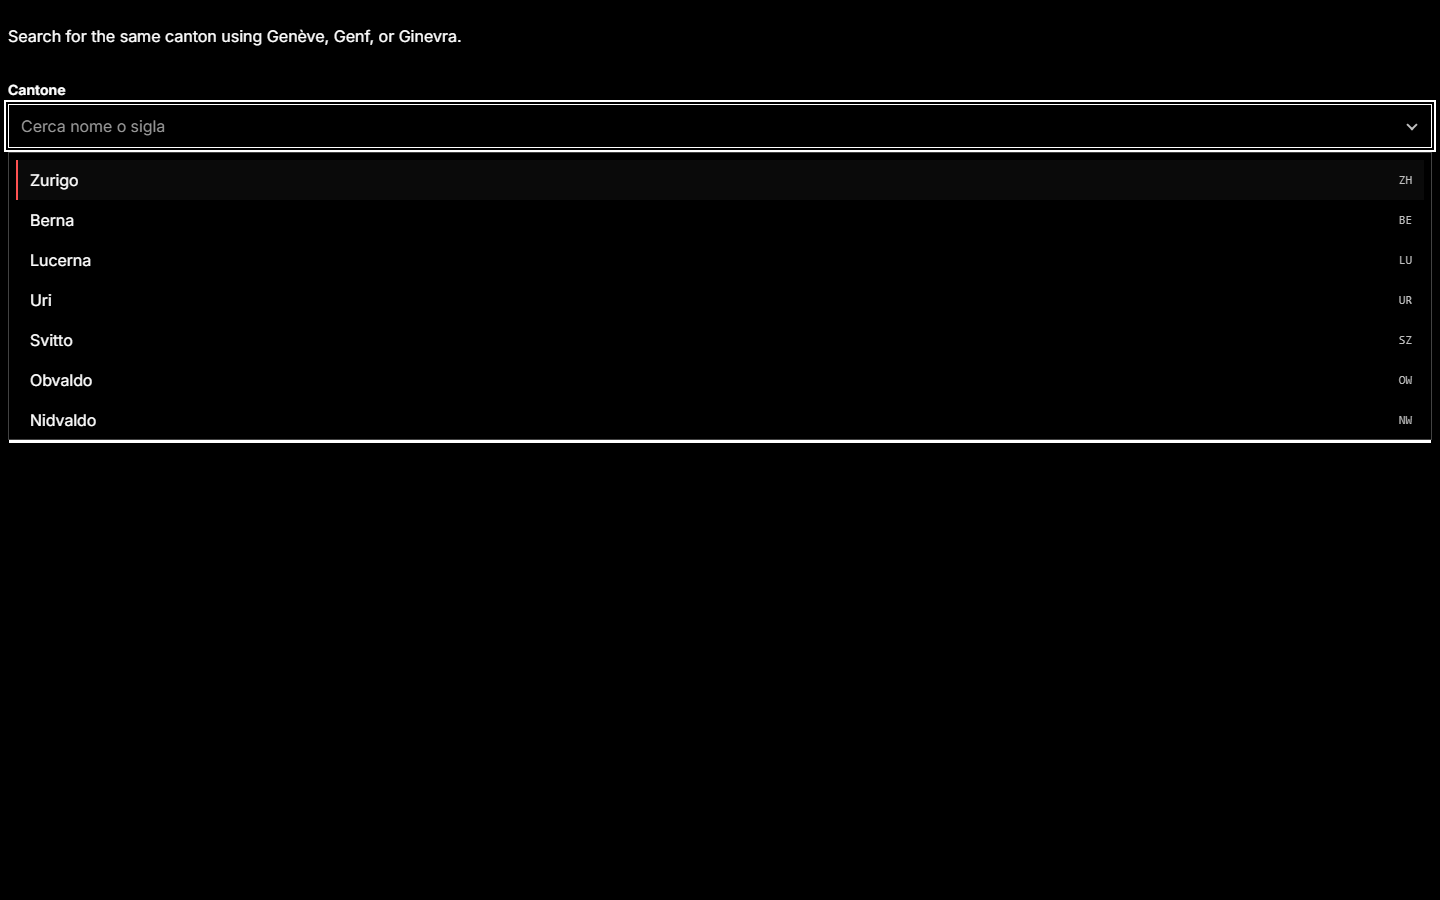 Search for the same canton using Genève, Genf, or Ginevra.
Cantone
Cerca nome o sigla
Zurigo ZH
Berna BE
Lucerna LU
Uri UR
Svitto SZ
Obvaldo OW
Nidvaldo NW